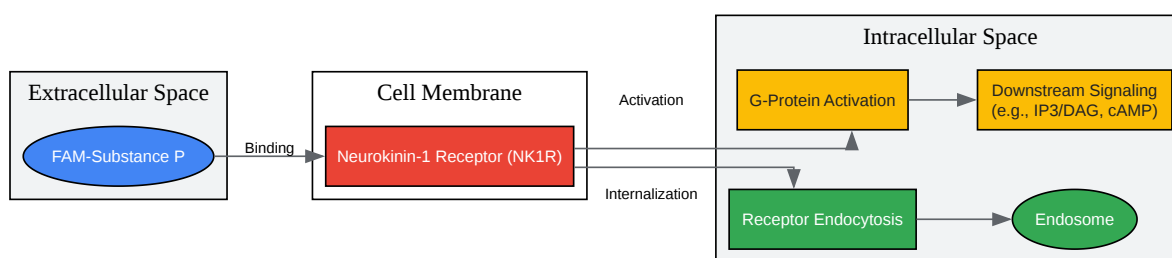 Extracellular Space
FAM-Substance P
Binding
Cell Membrane
Neurokinin-1 Receptor (NK1R)
Activation
Internalization
Intracellular Space
G-Protein Activation
Downstream Signaling
(e.g., IP3/DAG, cAMP)
Receptor Endocytosis
Endosome